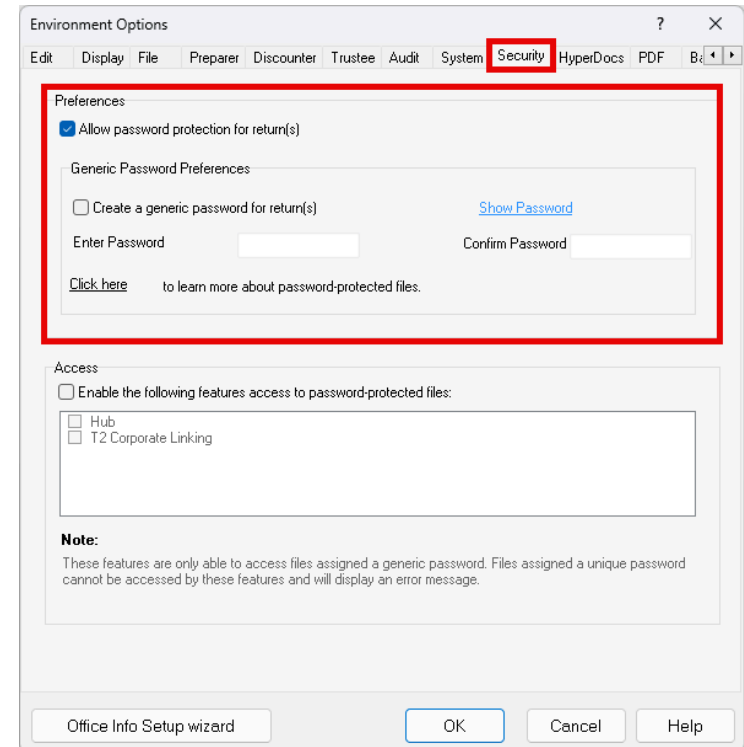 Environment Options ?
Edit Display File Preparer Discounter Trustee Audit System Security HyperDocs PDF
Preferences
Allow password protection for return(s)
Generic Password Preferences
Create a generic password for return(s) Show Password
Enter Password Confirm Password
Click here to learn more about password-protected files.
Access
Enable the following features access to password-protected files:
Hub
T2 Corporate Linking
Note:
These features are only able to access files assigned a generic password. Files assigned a unique password
cannot be accessed by these features and will display an error message.
Office Info Setup wizard OK Cancel Help